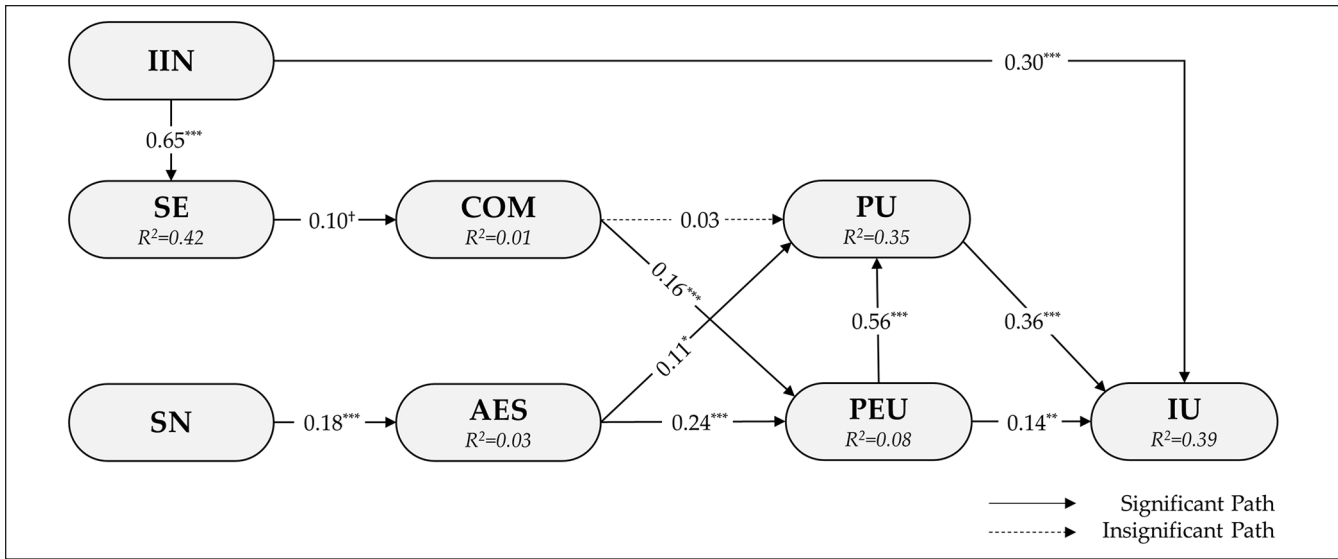 IIN
0.30***
0.65***
SE
R²=0.42
0.10†
COM
R²=0.01
0.03
PU
R²=0.35
0.16***
0.11*
0.56***
0.36***
SN
0.18***
AES
R²=0.03
0.24***
PEU
R²=0.08
0.14**
IU
R²=0.39
Significant Path
Insignificant Path